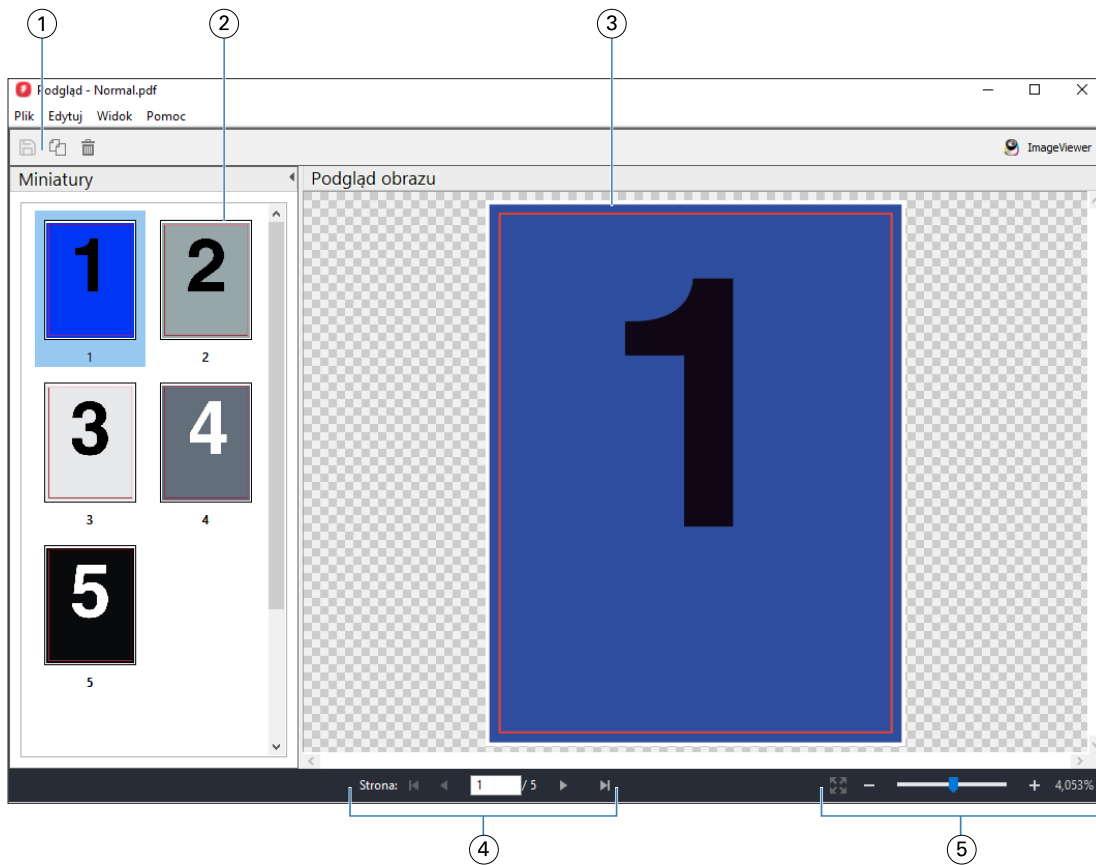 1 2 3
Podgląd - Normal.pdf
Plik Edytuj Widok Pomoc
ImageViewer
Miniatury
Podgląd obrazu
1 2
1 2
3 4
3 4
5
5
1
Strona: 1 / 5
4,053%
4 5